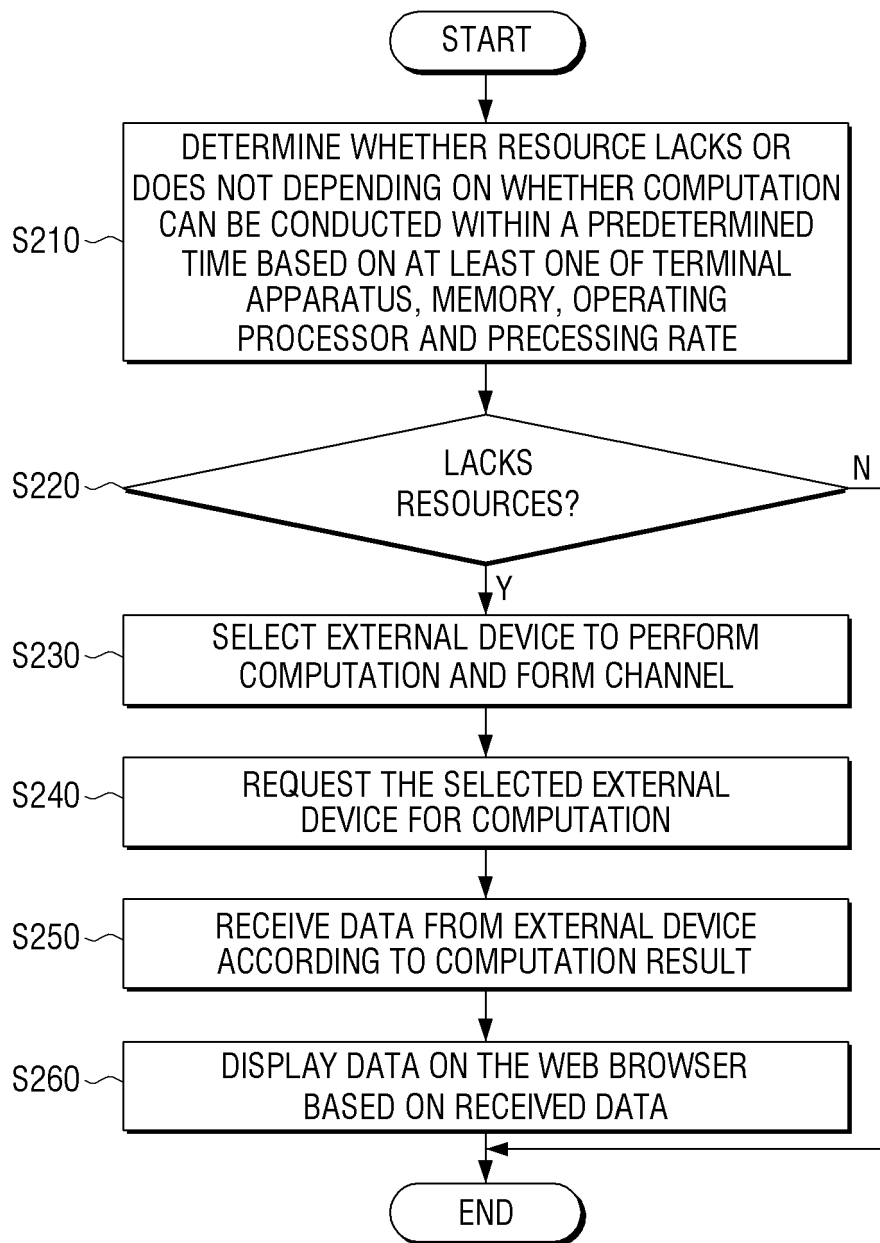 START
DETERMINE WHETHER RESOURCE LACKS OR
DOES NOT DEPENDING ON WHETHER COMPUTATION
CAN BE CONDUCTED WITHIN A PREDETERMINED
S210
TIME BASED ON AT LEAST ONE OF TERMINAL
APPARATUS, MEMORY, OPERATING
PROCESSOR AND PRECESSING RATE
S220
LACKS
RESOURCES?
N
Y
S230
SELECT EXTERNAL DEVICE TO PERFORM
COMPUTATION AND FORM CHANNEL
S240
REQUEST THE SELECTED EXTERNAL
DEVICE FOR COMPUTATION
S250
RECEIVE DATA FROM EXTERNAL DEVICE
ACCORDING TO COMPUTATION RESULT
S260
DISPLAY DATA ON THE WEB BROWSER
BASED ON RECEIVED DATA
END